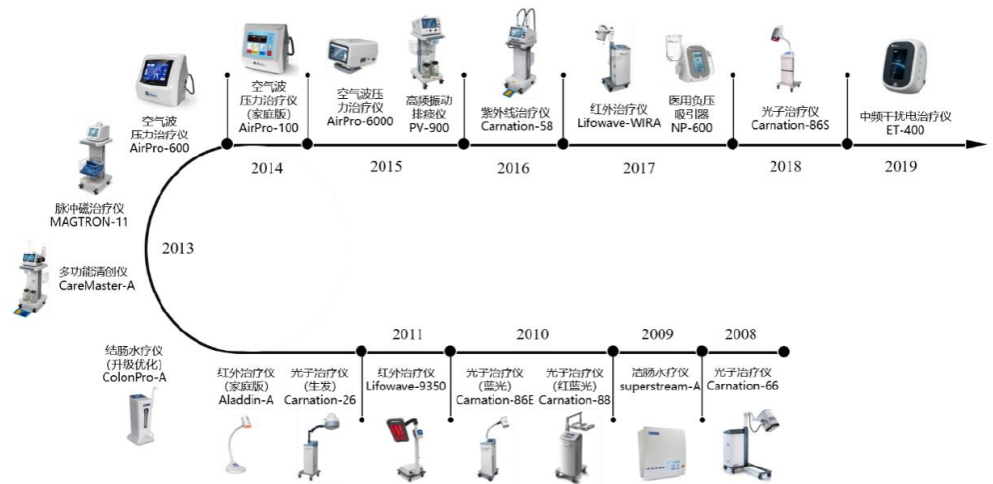 空气波
压力治疗仪
AirPro-600
空气波
压力治疗仪
(家庭版)
AirPro-100
空气波压
力治疗仪
AirPro-6000
高频振动
排痰仪
PV-900
紫外线治疗仪
Carnation-58
红外治疗仪
Lifowave-WIRA
医用负压
吸引器
NP-600
光子治疗仪
Carnation-86S
中频干扰电治疗仪
ET-400
2014
2015
2016
2017
2018
2019
脉冲磁治疗仪
MAGTRON-11
2013
多功能清创仪
CareMaster-A
2011
2010
2009
2008
结肠水疗仪
(升级优化)
ColonPro-A
红外治疗仪
(家庭版)
Aladdin-A
光子治疗仪
(生发)
Carnation-26
红外治疗仪
Lifowave-9350
光子治疗仪
(蓝光)
Carnation-86E
光子治疗仪
(红蓝光)
Carnation-88
洁肠水疗仪
superstream-A
光子治疗仪
Carnation-66